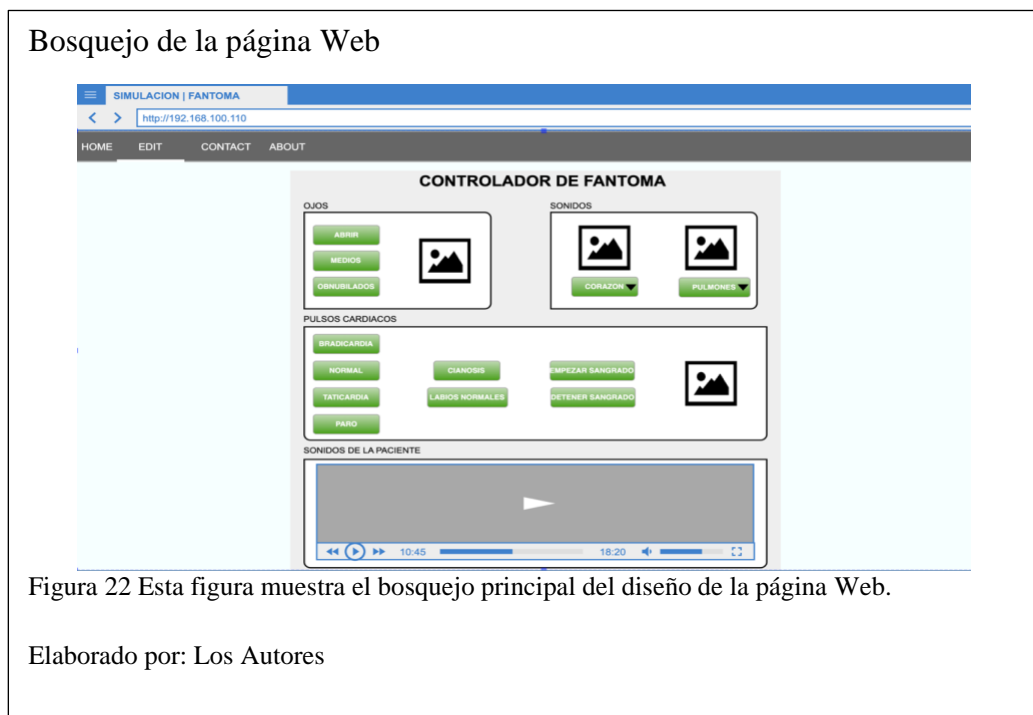 Bosquejo de la página Web
SIMULACION | FANTOMA
http://192.168.100.110
HOME EDIT CONTACT ABOUT
CONTROLADOR DE FANTOMA
OJOS
ABRIR
MEDIOS
OBNUBILADOS
SONIDOS
CORAZON
PULMONES
PULSOS CARDIACOS
BRADICARDIA
NORMAL
TATICARDIA
PARO
CIANOSIS
LABIOS NORMALES
EMPEZAR SANGRADO
DETENER SANGRADO
SONIDOS DE LA PACIENTE
10:45 18:20
Figura 22 Esta figura muestra el bosquejo principal del diseño de la página Web.
Elaborado por: Los Autores